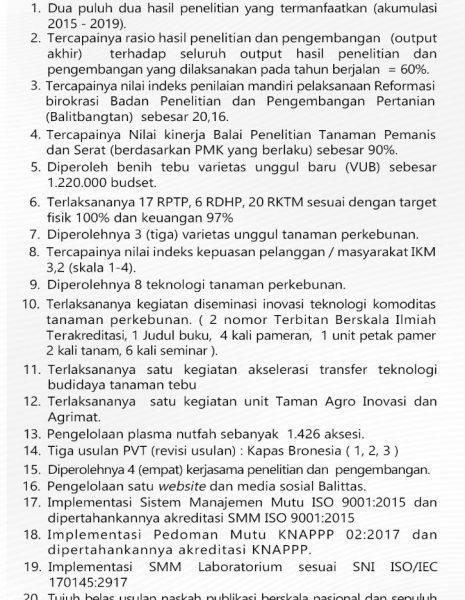 1. Dua puluh dua hasil penelitian yang termanfaatkan (akumulasi
2015 - 2019).
2. Tercapainya rasio hasil penelitian dan pengembangan (output
akhir) terhadap seluruh output hasil penelitian dan
pengembangan yang dilaksanakan pada tahun berjalan = 60%.
3. Tercapainya nilai indeks penilaian mandiri pelaksanaan Reformasi
birokrasi Badan Penelitian dan Pengembangan Pertanian
(Balitbangtan) sebesar 20,16.
4. Tercapainya Nilai kinerja Balai Penelitian Tanaman Pemanis
dan Serat (berdasarkan PMK yang berlaku) sebesar 90%.
5. Diperoleh benih tebu varietas unggul baru (VUB) sebesar
1.220.000 budset.
6. Terlaksananya 17 RPTP, 6 RDHP, 20 RKTM sesuai dengan target
fisik 100% dan keuangan 97%
7. Diperolehnya 3 (tiga) varietas unggul tanaman perkebunan.
8. Tercapainya nilai indeks kepuasan pelanggan / masyarakat IKM
3,2 (skala 1-4).
9. Diperolehnya 8 teknologi tanaman perkebunan.
10. Terlaksananya kegiatan diseminasi inovasi teknologi komoditas
tanaman perkebunan. ( 2 nomor Terbitan Berskala Ilmiah
Terakreditasi, 1 Judul buku, 4 kali pameran, 1 unit petak pamer
2 kali tanam, 6 kali seminar ).
11. Terlaksananya satu kegiatan akselerasi transfer teknologi
budidaya tanaman tebu
12. Terlaksananya satu kegiatan unit Taman Agro Inovasi dan
Agrimat.
13. Pengelolaan plasma nutfah sebanyak 1.426 aksesi.
14. Tiga usulan PVT (revisi usulan) : Kapas Bronesia ( 1, 2, 3 )
15. Diperolehnya 4 (empat) kerjasama penelitian dan pengembangan.
16. Pengelolaan satu website dan media sosial Balittas.
17. Implementasi Sistem Manajemen Mutu ISO 9001:2015 dan
dipertahankannya akreditasi SMM ISO 9001:2015
18. Implementasi Pedoman Mutu KNAPPP 02:2017 dan
dipertahankannya akreditasi KNAPPP.
19. Implementasi SMM Laboratorium sesuai SNI ISO/IEC
170145:2917
20. Tujuh belas usulan naskah publikasi berskala nasional dan sepuluh